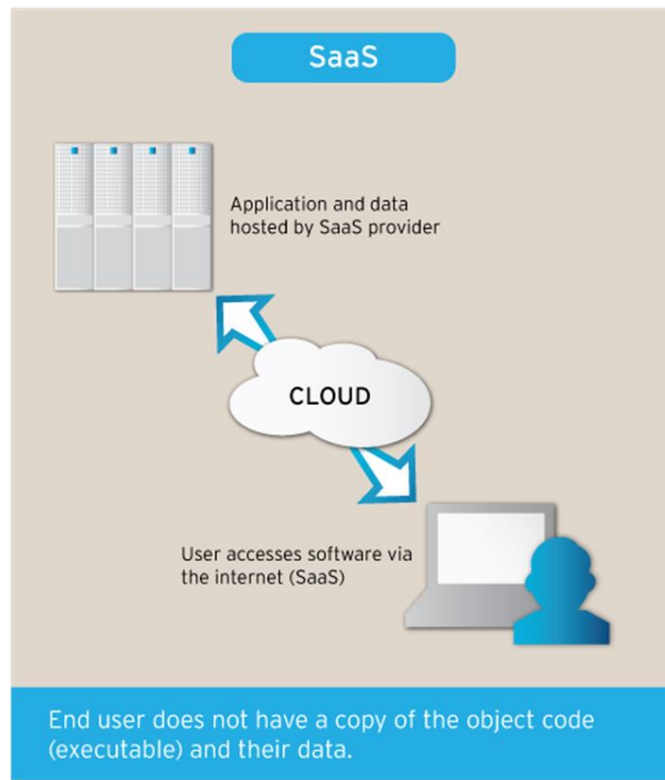 SaaS
Application and data
hosted by SaaS provider
CLOUD
User accesses software via
the internet (SaaS)
End user does not have a copy of the object code
(executable) and their data.